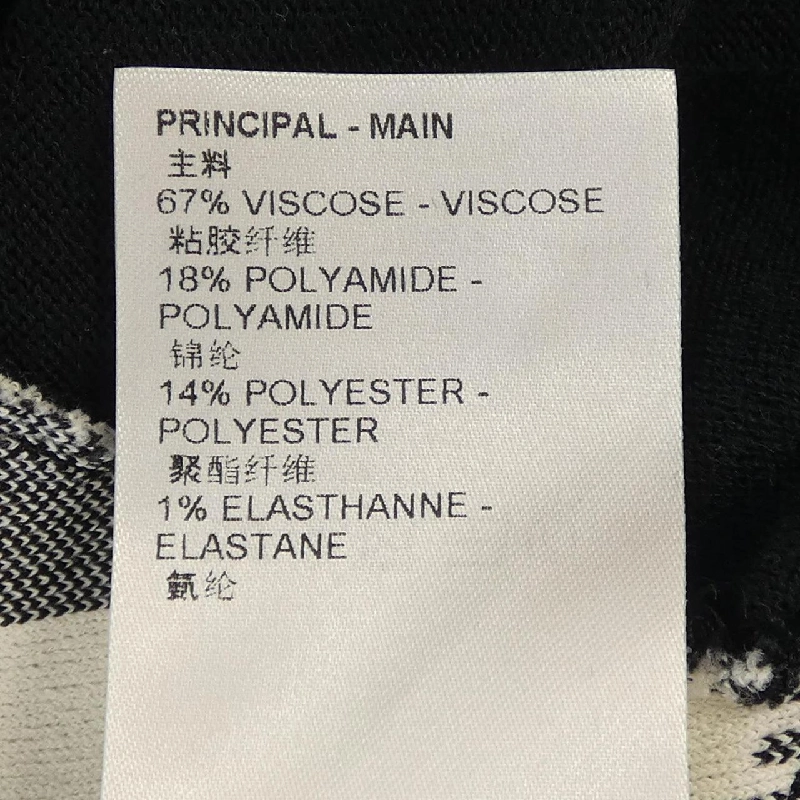 PRINCIPAL - MAIN
主料
67% VISCOSE - VISCOSE
粘胶纤维
18% POLYAMIDE -
POLYAMIDE
锦纶
14% POLYESTER -
POLYESTER
聚酯纤维
1% ELASTHANNE -
ELASTANE
氨纶